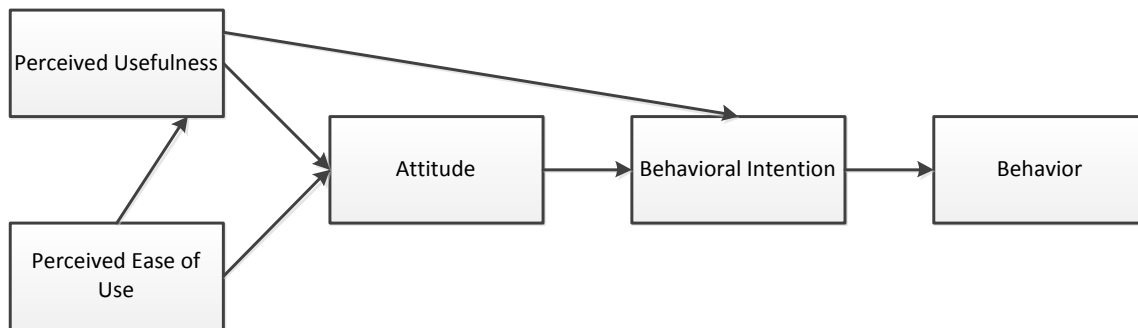 Perceived Usefulness
Attitude
Behavioral Intention
Behavior
Perceived Ease of
Use